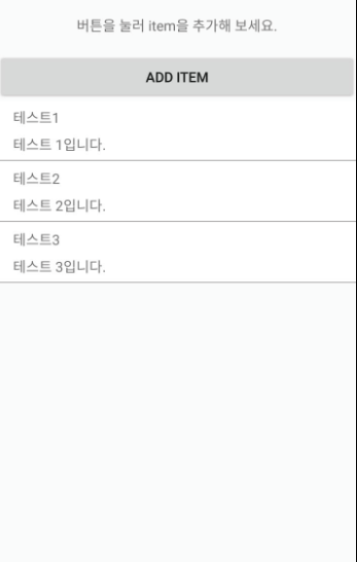 버튼을 눌러 item을 추가해 보세요.
ADD ITEM
테스트1
테스트 1입니다.
테스트2
테스트 2입니다.
테스트3
테스트 3입니다.